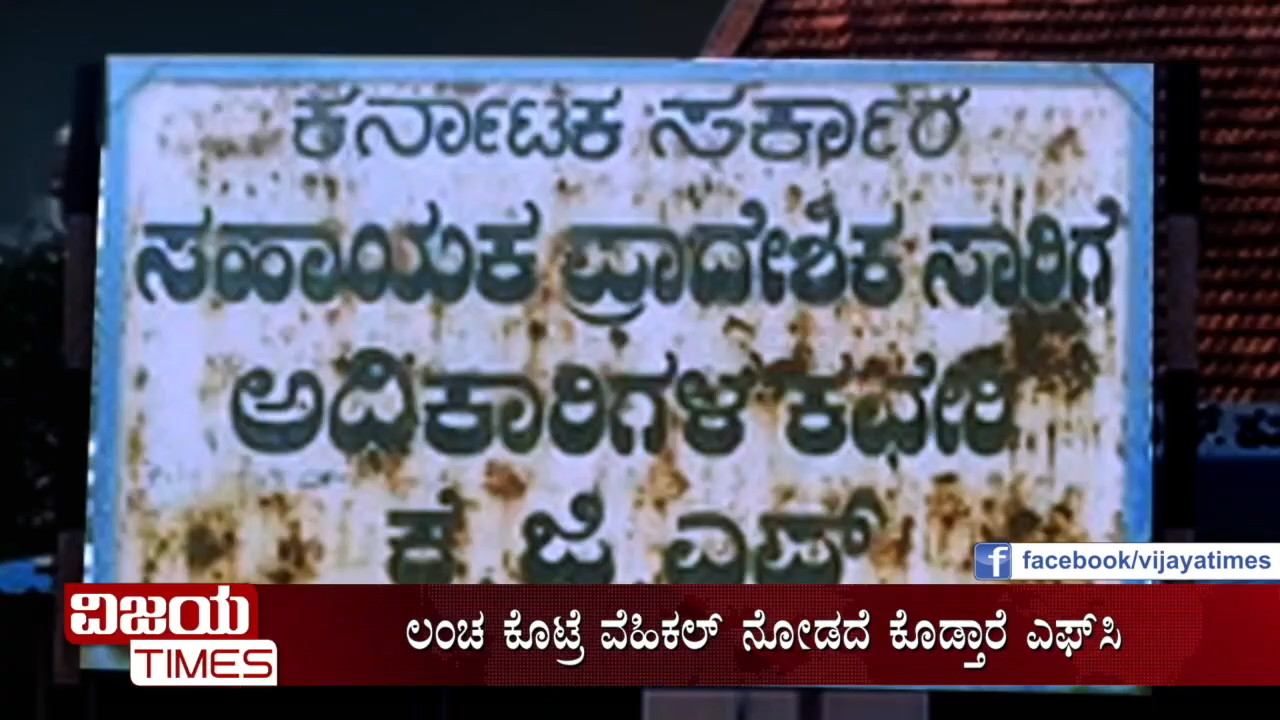 ಕರ್ನಾಟಕ ಸರ್ಕಾರ
ಸಹಾಯಕ ಪ್ರಾದೇಶಿಕ ಸಾರಿಗೆ
ಅಧಿಕಾರಿಗಳ ಕಛೇರಿ
ಕೆ ಜಿ ಎಫ್
facebook/vijayatimes
ವಿಜಯ
TIMES
ಲಂಚ ಕೊಟ್ರೆ ವೆಹಿಕಲ್ ನೋಡದೆ ಕೊಡ್ತಾರೆ ಎಫ್‌ಸಿ